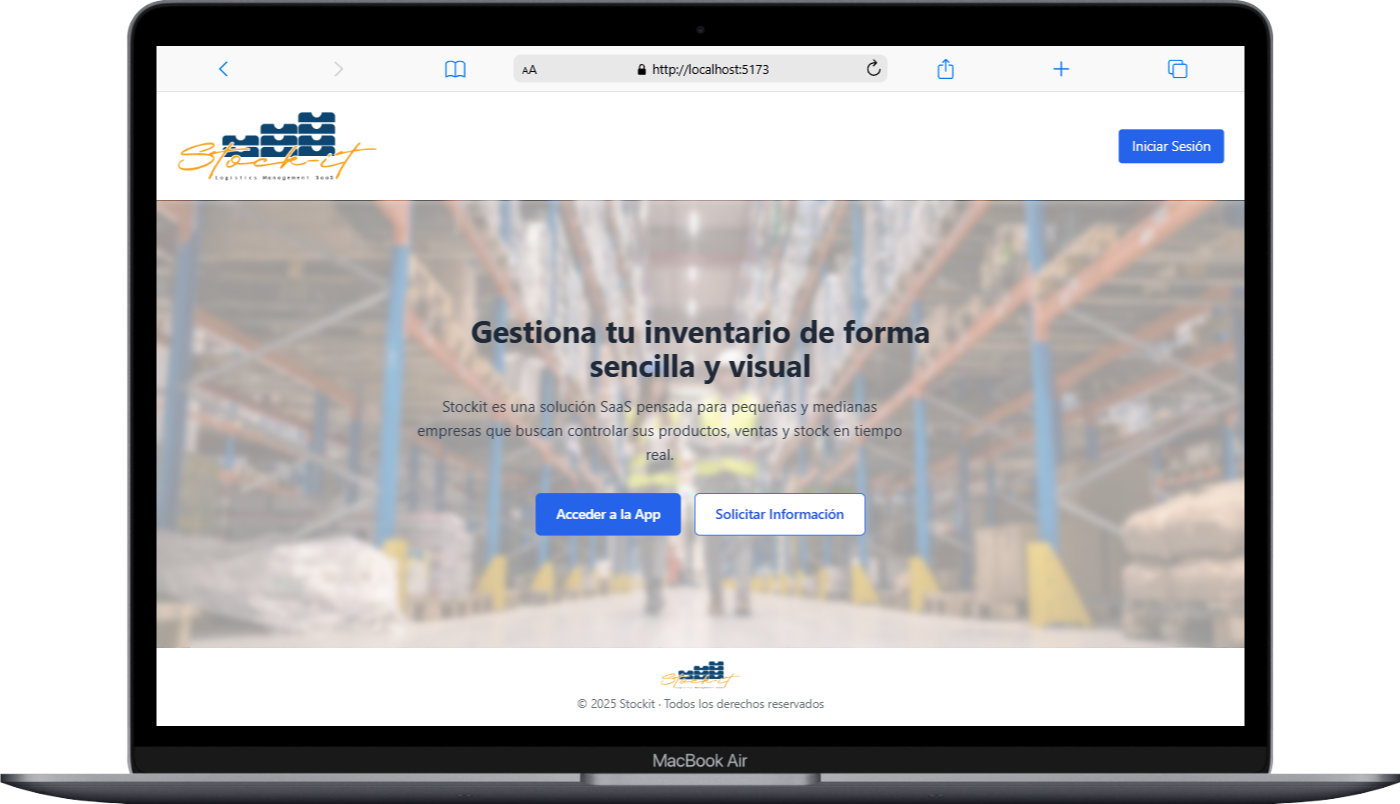 AA
http://localhost:5173
Stock-it
Logistics Management SaaS
Iniciar Sesión
Gestiona tu inventario de forma
sencilla y visual
Stockit es una solución SaaS pensada para pequeñas y medianas
empresas que buscan controlar sus productos, ventas y stock en tiempo
real.
Acceder a la App
Solicitar Información
Stock-it
© 2025 Stockit - Todos los derechos reservados
MacBook Air